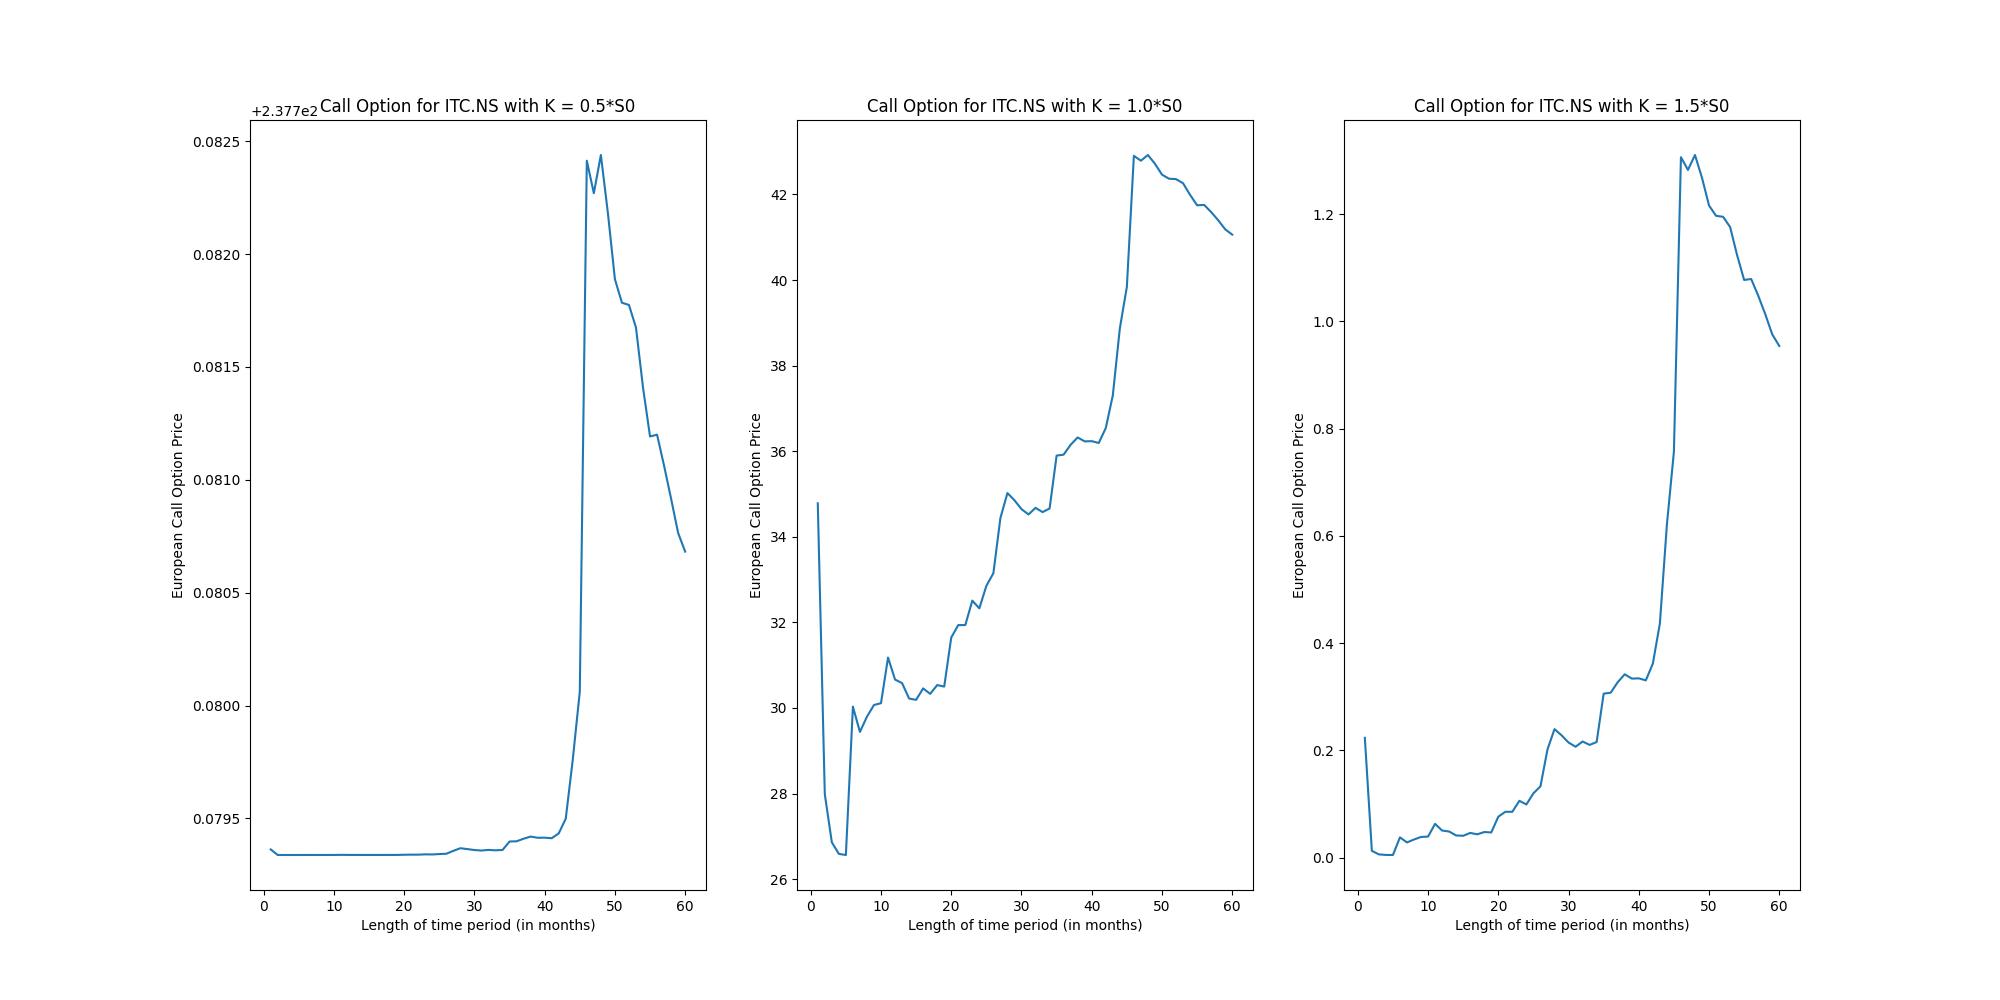 +2.377e2
Call Option for ITC.NS with K = 0.5*S0
0.0825
0.0820
0.0815
0.0810
0.0805
0.0800
0.0795
European Call Option Price
0 10 20 30 40 50 60
Length of time period (in months)
Call Option for ITC.NS with K = 1.0*S0
42
40
38
36
34
32
30
28
26
European Call Option Price
0 10 20 30 40 50 60
Length of time period (in months)
Call Option for ITC.NS with K = 1.5*S0
1.2
1.0
0.8
0.6
0.4
0.2
0.0
European Call Option Price
0 10 20 30 40 50 60
Length of time period (in months)